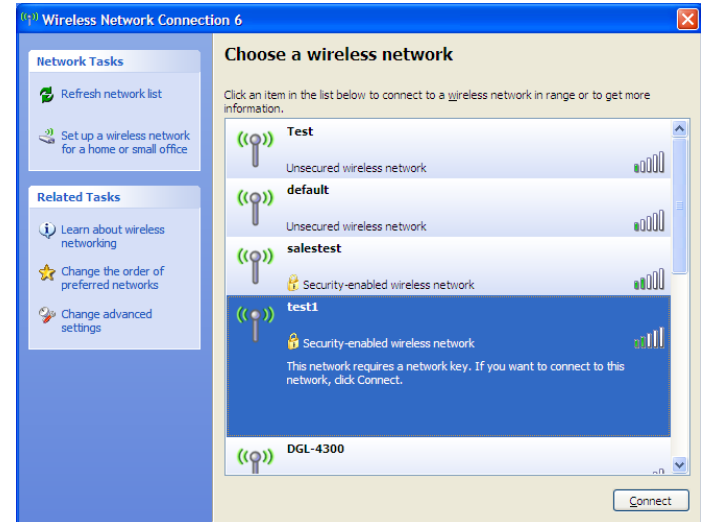 Wireless Network Connection 6
Network Tasks
Refresh network list
Set up a wireless network
for a home or small office
Related Tasks
Learn about wireless
networking
Change the order of
preferred networks
Change advanced
settings
Choose a wireless network
Click an item in the list below to connect to a wireless network in range or to get more
information.
Test
Unsecured wireless network
default
Unsecured wireless network
salestest
Security-enabled wireless network
test1
Security-enabled wireless network
This network requires a network key. If you want to connect to this
network, click Connect.
DGL-4300
Connect